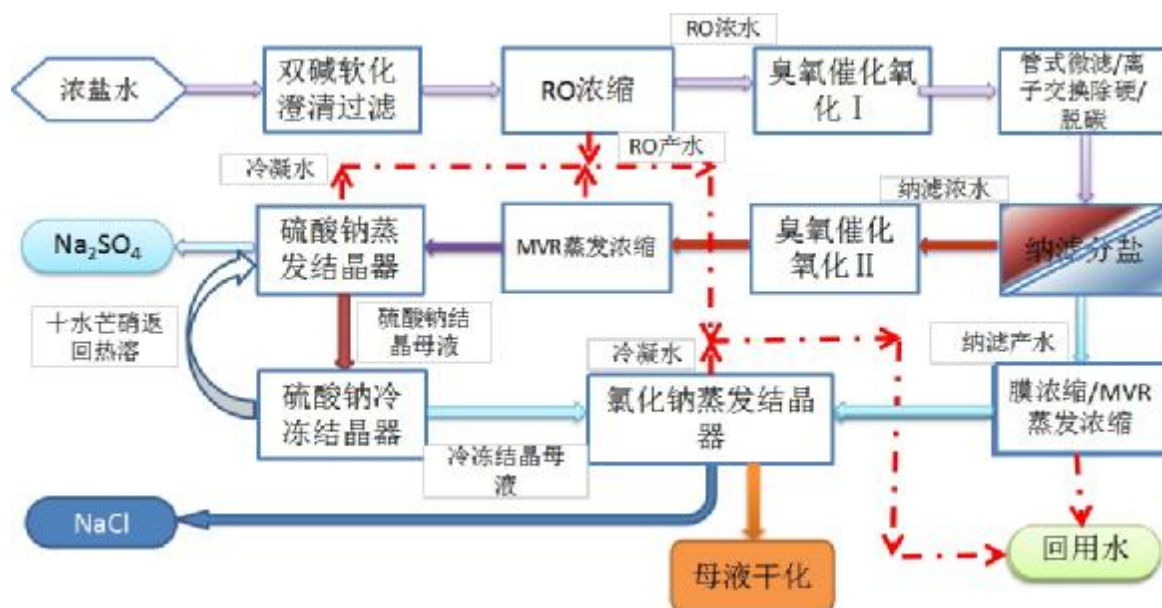 RO浓水
浓盐水
双碱软化
澄清过滤
RO浓缩
臭氧催化氧
化Ⅰ
管式微滤/离
子交换除硬/
脱碳
冷凝水
RO产水
纳滤浓水
Na₂SO₄
硫酸钠蒸
发结晶器
MVR蒸发浓缩
臭氧催化
氧化Ⅱ
纳滤分盐
十水芒硝返
回热溶
硫酸钠结
晶母液
冷凝水
纳滤产水
硫酸钠冷
冻结晶器
氯化钠蒸发结晶
器
膜浓缩/MVR
蒸发浓缩
冷冻结晶母
液
NaCl
回用水
母液干化